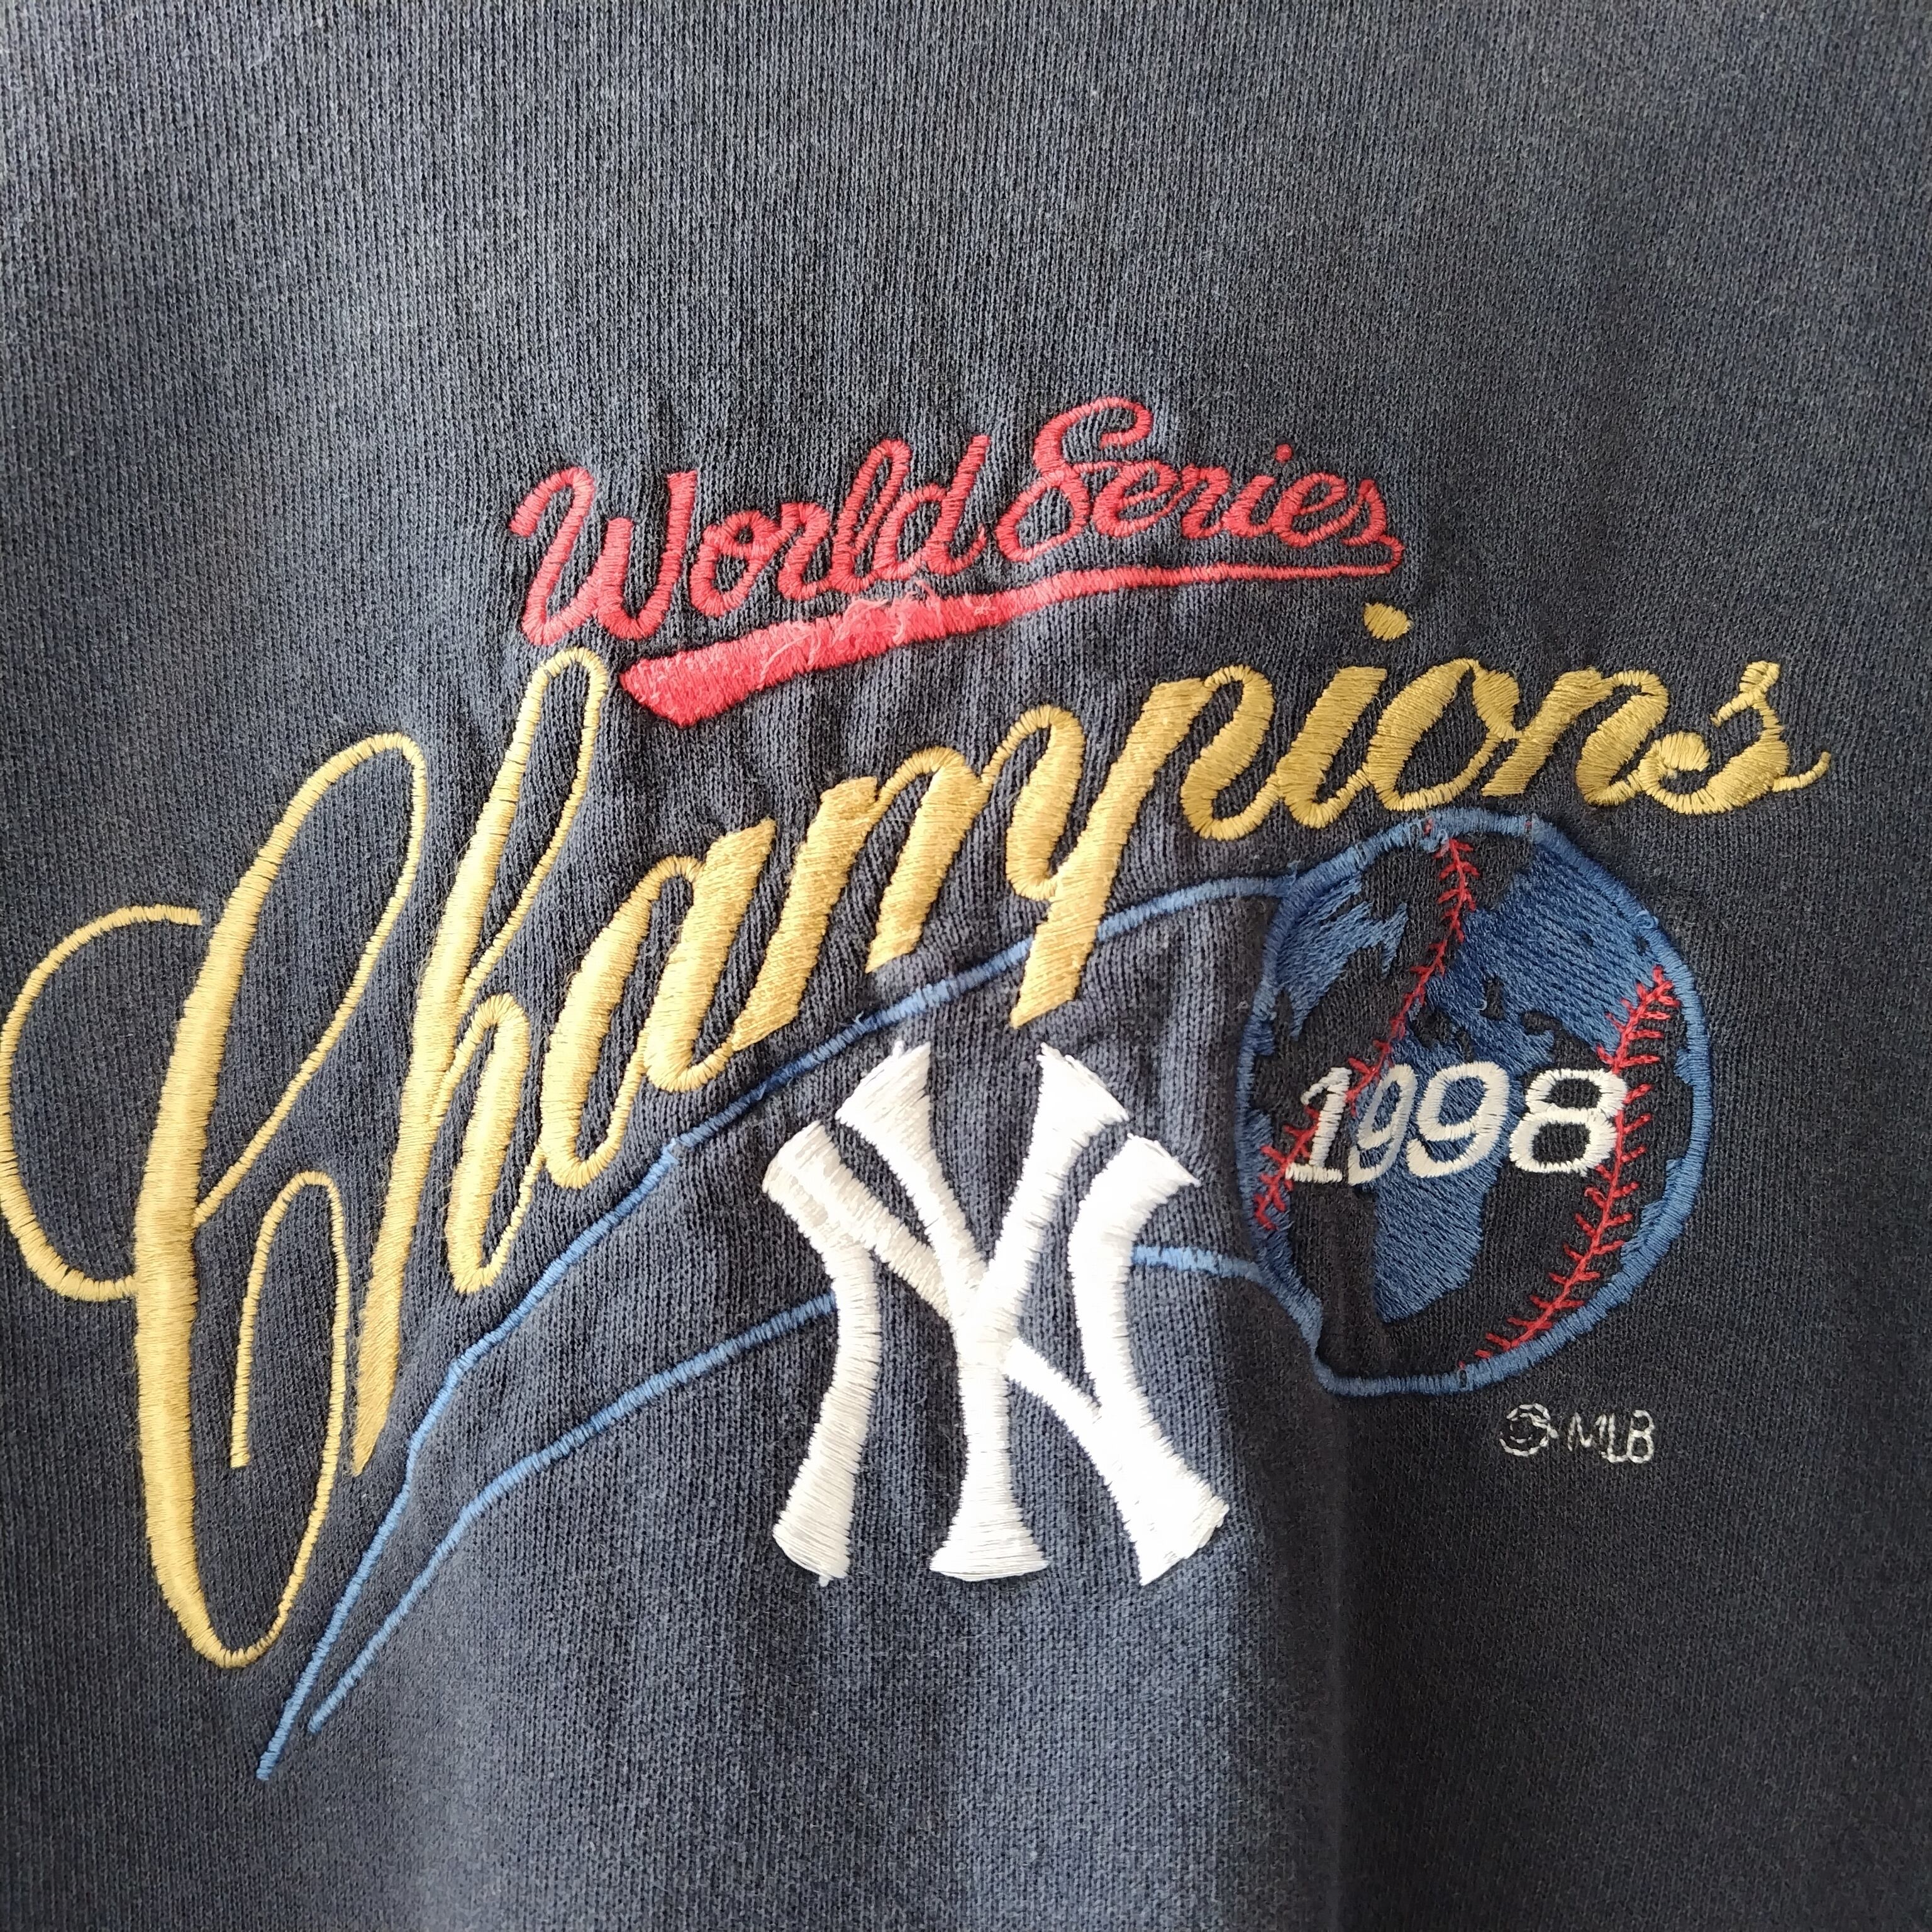 World Series
Champions
NY
1998
© MLB